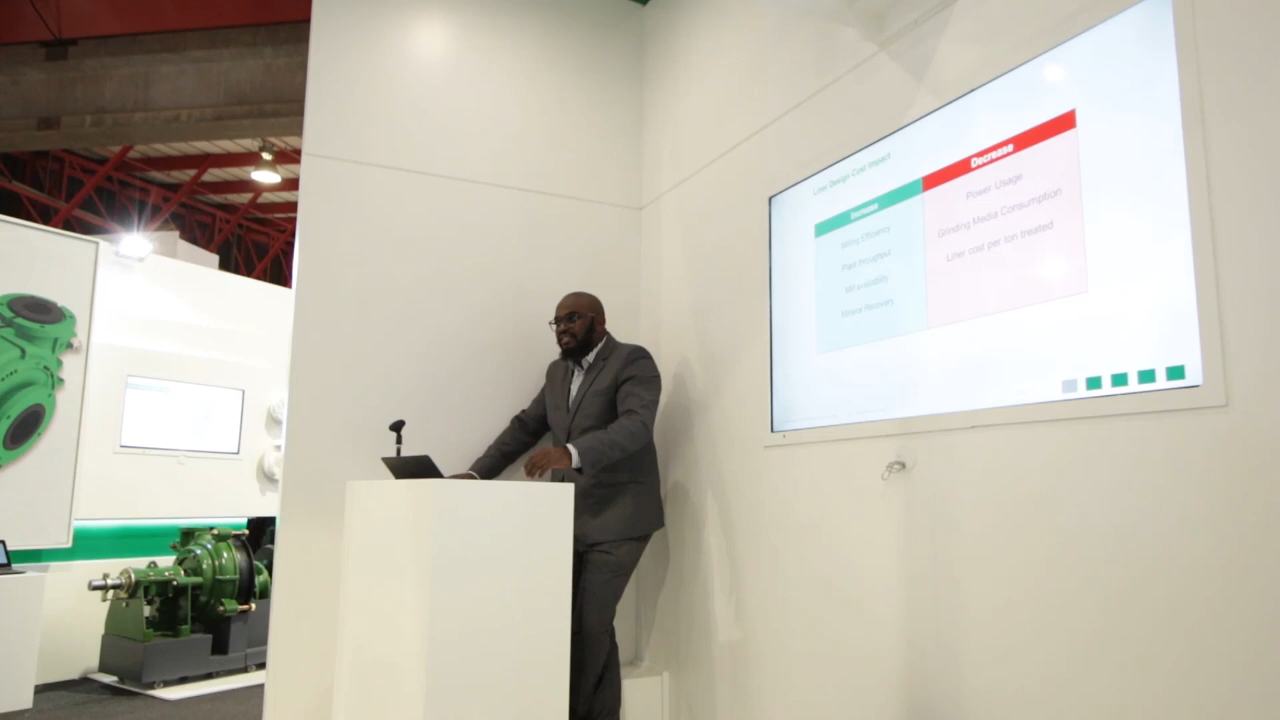 Liner Design Cost Impact
Increase
Decrease
Milling Efficiency
Plant throughput
Mill availability
Mineral Recovery
Power Usage
Grinding Media Consumption
Liner cost per ton treated